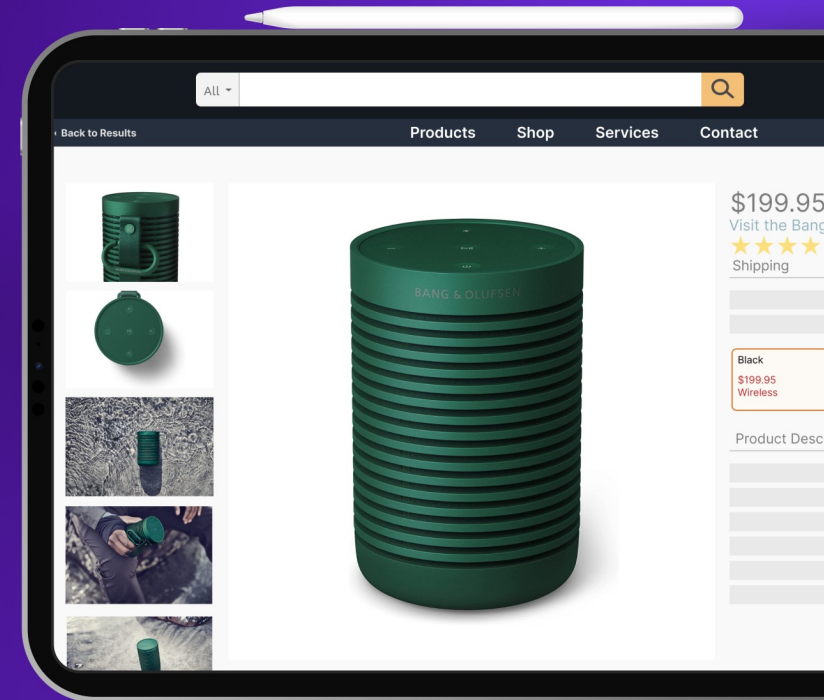 All
Back to Results
Products Shop Services Contact
$199.95
Visit the Bang
Shipping
BANG & OLUFSEN
Black
$199.95
Wireless
Product Desc